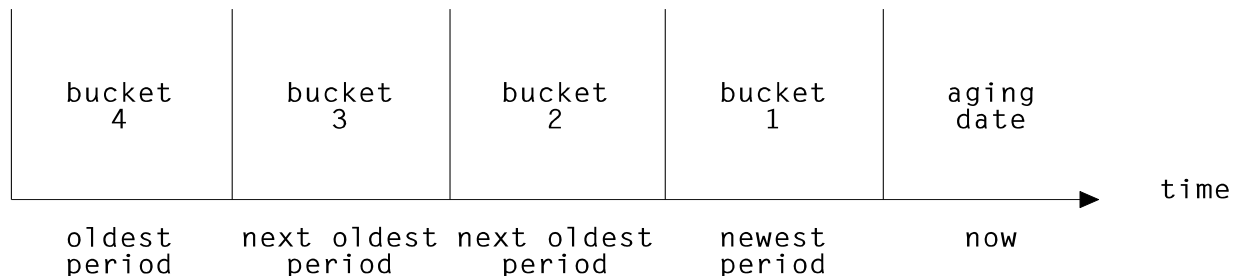 bucket
4
bucket
3
bucket
2
bucket
1
aging
date
time
oldest
period
next oldest
period
next oldest
period
newest
period
now